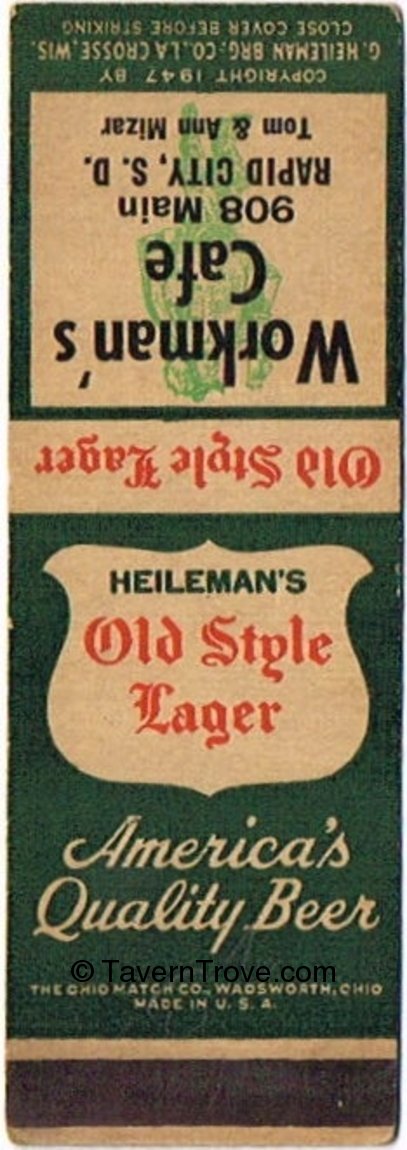 HEILEMAN'S
Old Style
Lager
America's
Quality Beer
© TavernTrove.com
THE OHIO MATCH CO., WADSWORTH, OHIO
MADE IN U. S. A.
Old Style Lager
Workman's
Cafe
908 Main
RAPID CITY, S. D.
Tom & Ann Mizar
COPYRIGHT 1947 BY
G. HEILEMAN BRG. CO. LA CROSSE, WIS.
CLOSE COVER BEFORE STRIKING